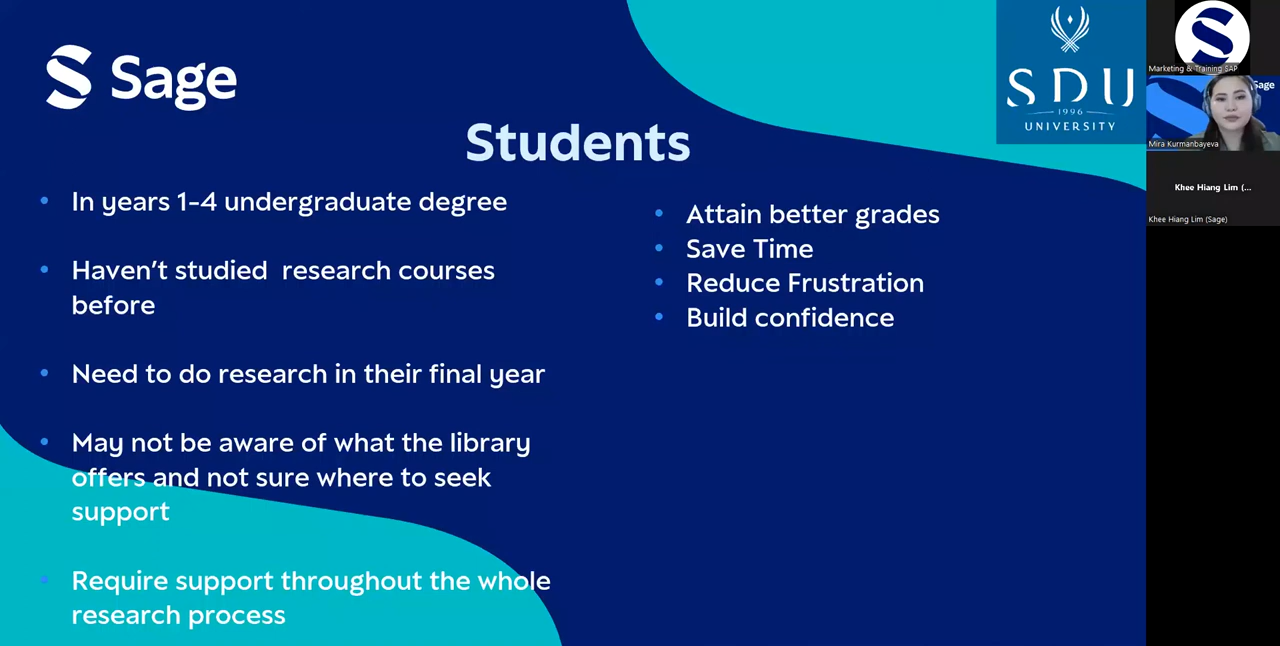 Sage
SDU
1996
UNIVERSITY
Students
In years 1-4 undergraduate degree
Haven't studied research courses
before
Need to do research in their final year
May not be aware of what the library
offers and not sure where to seek
support
Require support throughout the whole
research process
Attain better grades
Save Time
Reduce Frustration
Build confidence
Marketing & Training SAP
Sage
Mira Kurmanbayeva
Khee Hiang Lim (...
Khee Hiang Lim (Sage)